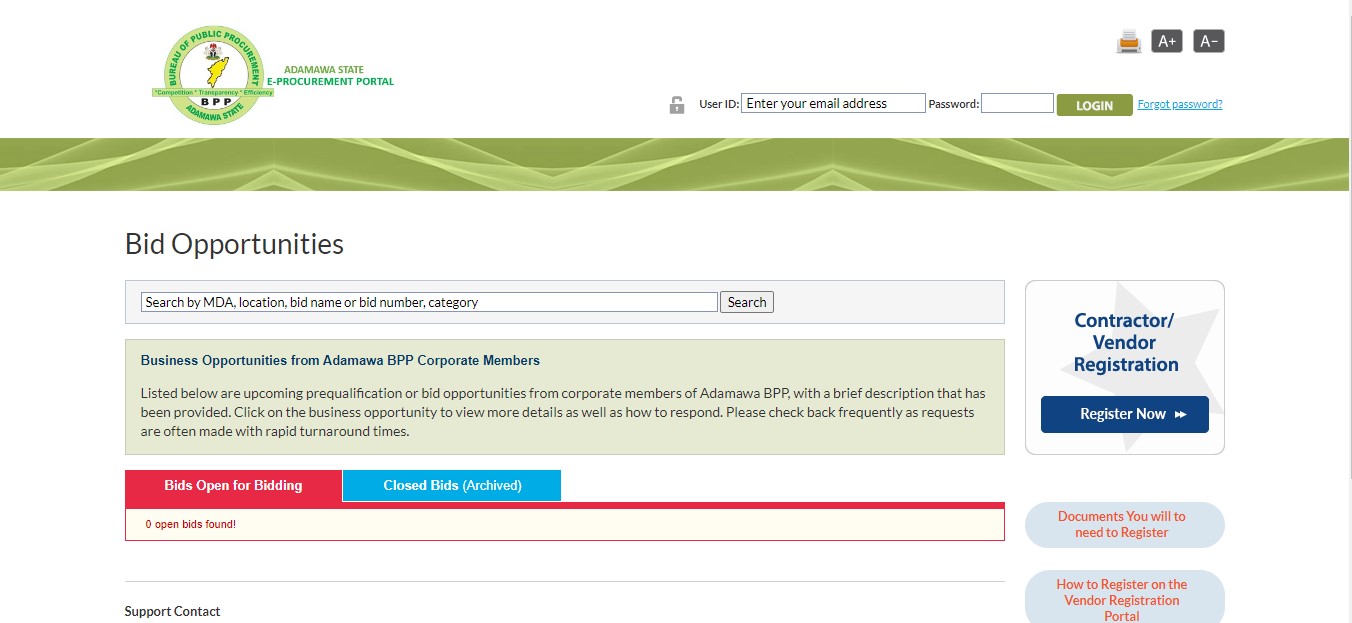 BUREAU OF PUBLIC PROCUREMENT
"Competition * Transparency * Efficiency
BPP
ADAMAWA STATE
ADAMAWA STATE
E-PROCUREMENT PORTAL
A+ A-
User ID: Enter your email address Password: LOGIN Forgot password?
Bid Opportunities
Search by MDA, location, bid name or bid number, category Search
Business Opportunities from Adamawa BPP Corporate Members
Listed below are upcoming prequalification or bid opportunities from corporate members of Adamawa BPP, with a brief description that has
been provided. Click on the business opportunity to view more details as well as how to respond. Please check back frequently as requests
are often made with rapid turnaround times.
Bids Open for Bidding Closed Bids (Archived)
0 open bids found!
Support Contact
Contractor/
Vendor
Registration
Register Now
Documents You will to
need to Register
How to Register on the
Vendor Registration
Portal